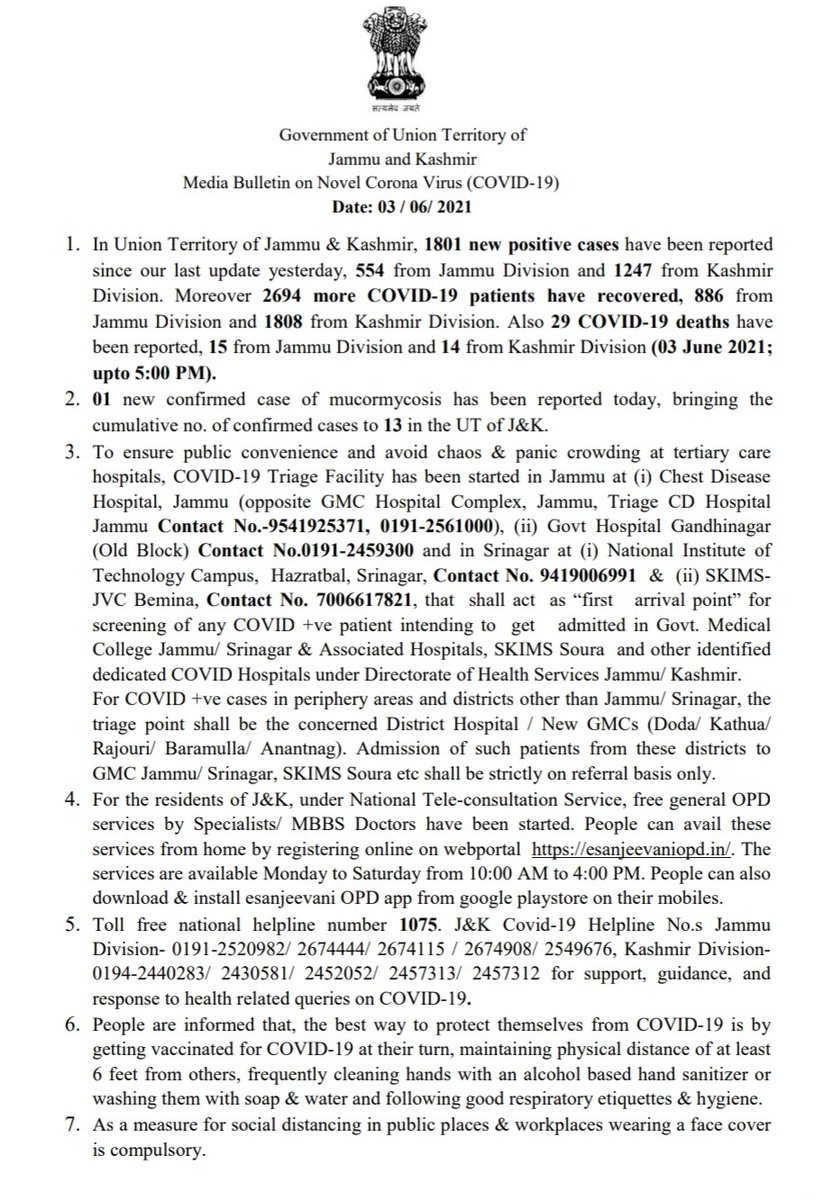 सत्यमेव जयते
Government of Union Territory of
Jammu and Kashmir
Media Bulletin on Novel Corona Virus (COVID-19)
Date: 03 / 06/ 2021
1. In Union Territory of Jammu & Kashmir, 1801 new positive cases have been reported
since our last update yesterday, 554 from Jammu Division and 1247 from Kashmir
Division. Moreover 2694 more COVID-19 patients have recovered, 886 from
Jammu Division and 1808 from Kashmir Division. Also 29 COVID-19 deaths have
been reported, 15 from Jammu Division and 14 from Kashmir Division (03 June 2021;
upto 5:00 PM).
2. 01 new confirmed case of mucormycosis has been reported today, bringing the
cumulative no. of confirmed cases to 13 in the UT of J&K.
3. To ensure public convenience and avoid chaos & panic crowding at tertiary care
hospitals, COVID-19 Triage Facility has been started in Jammu at (i) Chest Disease
Hospital, Jammu (opposite GMC Hospital Complex, Jammu, Triage CD Hospital
Jammu Contact No.-9541925371, 0191-2561000), (ii) Govt Hospital Gandhinagar
(Old Block) Contact No.0191-2459300 and in Srinagar at (i) National Institute of
Technology Campus, Hazratbal, Srinagar, Contact No. 9419006991 & (ii) SKIMS-
JVC Bemina, Contact No. 7006617821, that shall act as “first arrival point” for
screening of any COVID +ve patient intending to get admitted in Govt. Medical
College Jammu/ Srinagar & Associated Hospitals, SKIMS Soura and other identified
dedicated COVID Hospitals under Directorate of Health Services Jammu/ Kashmir.
For COVID +ve cases in periphery areas and districts other than Jammu/ Srinagar, the
triage point shall be the concerned District Hospital / New GMCs (Doda/ Kathua/
Rajouri/ Baramulla/ Anantnag). Admission of such patients from these districts to
GMC Jammu/ Srinagar, SKIMS Soura etc shall be strictly on referral basis only.
4. For the residents of J&K, under National Tele-consultation Service, free general OPD
services by Specialists/ MBBS Doctors have been started. People can avail these
services from home by registering online on webportal https://esanjeevaniopd.in/. The
services are available Monday to Saturday from 10:00 AM to 4:00 PM. People can also
download & install esanjeevani OPD app from google playstore on their mobiles.
5. Toll free national helpline number 1075. J&K Covid-19 Helpline No.s Jammu
Division- 0191-2520982/ 2674444/ 2674115 / 2674908/ 2549676, Kashmir Division-
0194-2440283/ 2430581/ 2452052/ 2457313/ 2457312 for support, guidance, and
response to health related queries on COVID-19.
6. People are informed that, the best way to protect themselves from COVID-19 is by
getting vaccinated for COVID-19 at their turn, maintaining physical distance of at least
6 feet from others, frequently cleaning hands with an alcohol based hand sanitizer or
washing them with soap & water and following good respiratory etiquettes & hygiene.
7. As a measure for social distancing in public places & workplaces wearing a face cover
is compulsory.